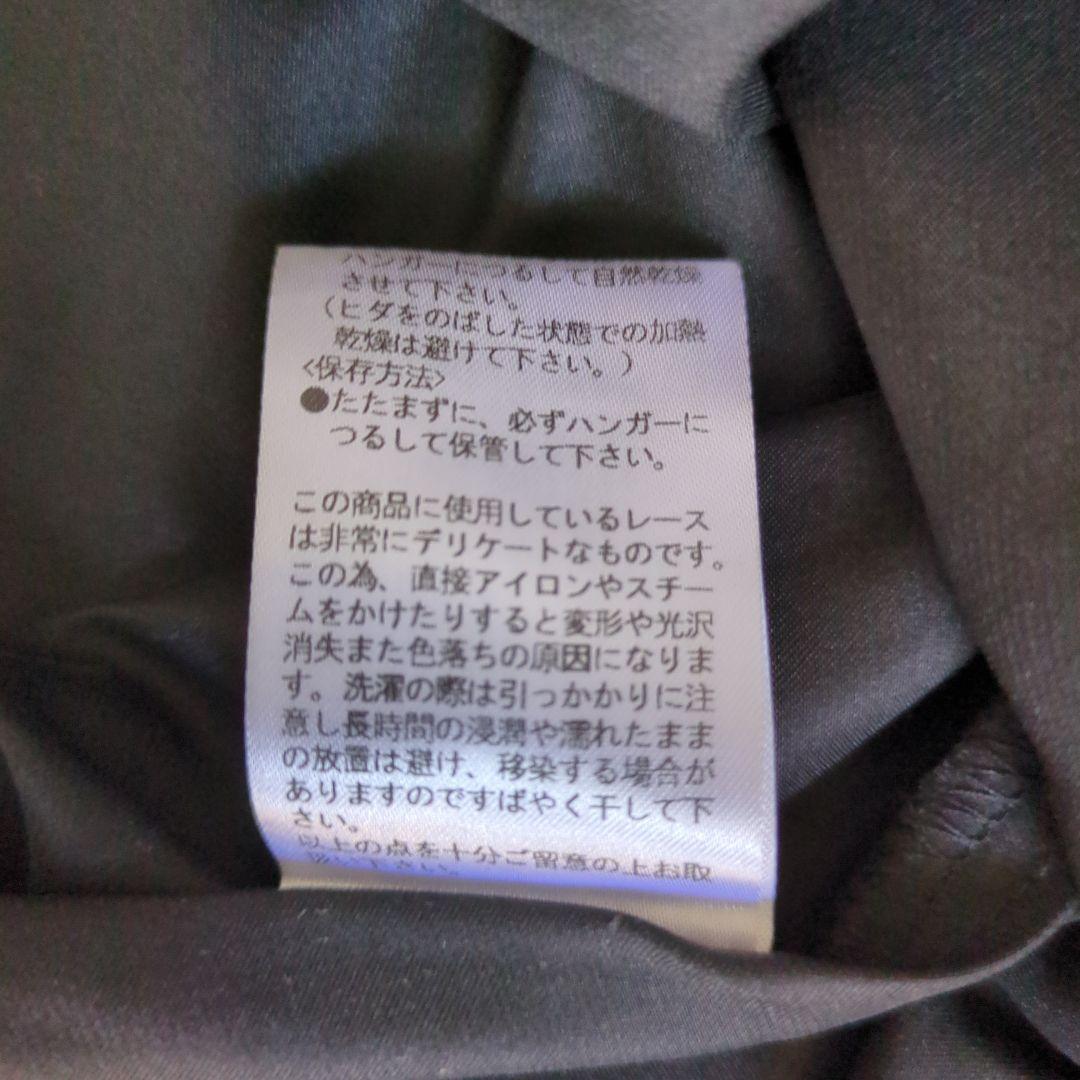 ハンガーにつるして自然乾燥
させて下さい。
（ヒダをのばした状態での加熱
乾燥は避けて下さい。）
<保存方法>
●たたまずに、必ずハンガーに
つるして保管して下さい。
この商品に使用しているレース
は非常にデリケートなものです。
この為、直接アイロンやスチー
ムをかけたりすると変形や光沢
消失また色落ちの原因になりま
す。洗濯の際は引っかかりに注
意し長時間の浸潤や濡れたまま
の放置は避け、移染する場合が
ありますのですばやく干して下
さい。
以上の点を十分ご留意の上お取
扱い下さい。